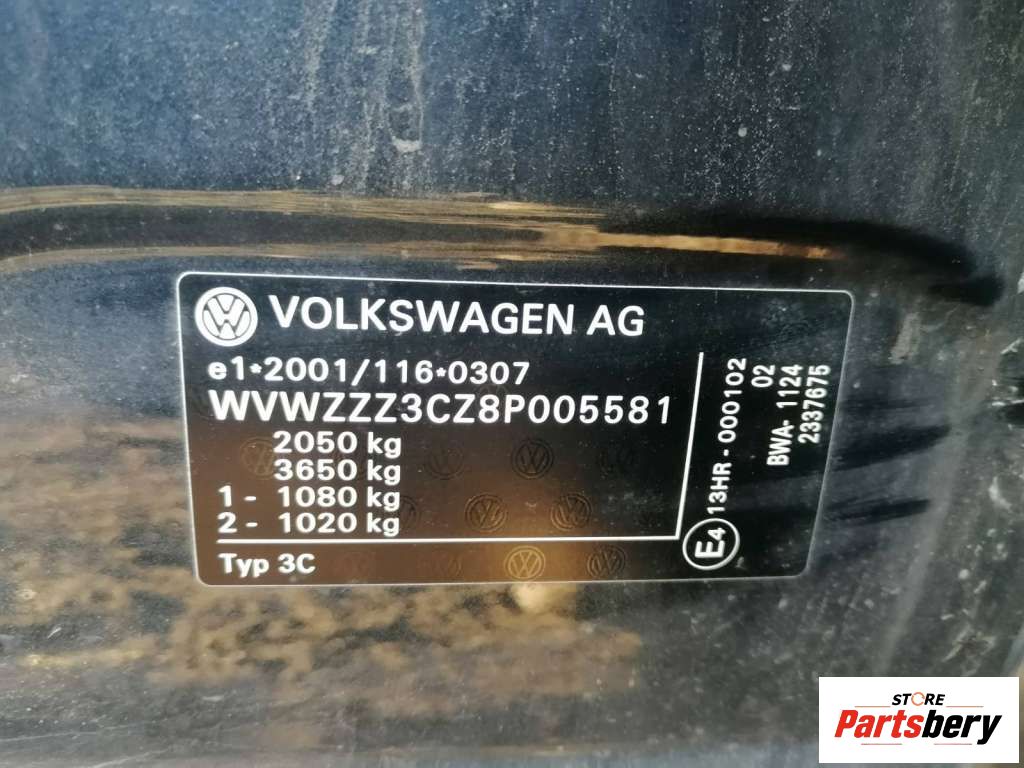 VOLKSWAGEN AG
e1*2001/116*0307
WVWZZZ3CZ8P005581
2050 kg
3650 kg
1 - 1080 kg
2 - 1020 kg
Typ 3C
E4 13HR - 000102
02
BWA- 1124
2337675
STORE
Partsbery